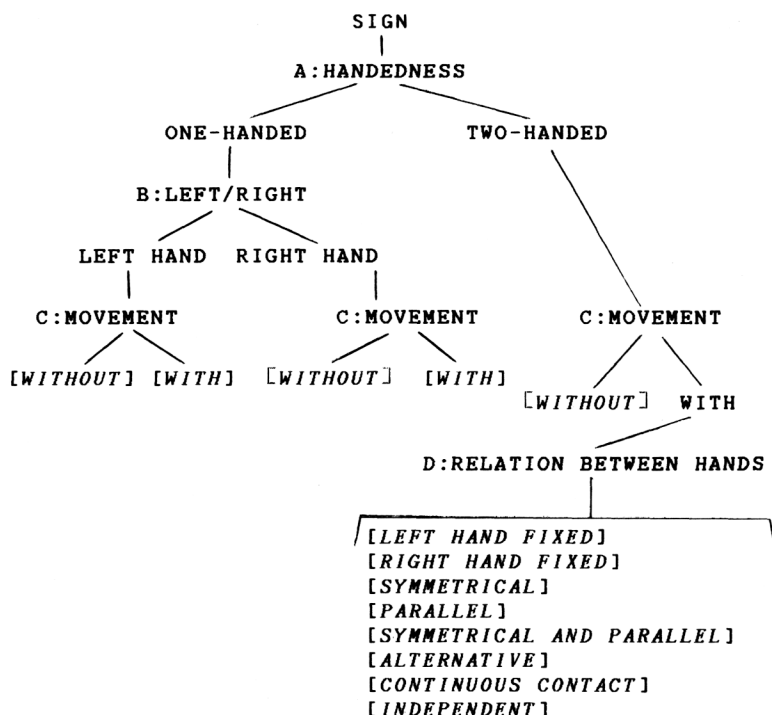 SIGN
A:HANDEDNESS
ONE-HANDED TWO-HANDED
B:LEFT/RIGHT
LEFT HAND RIGHT HAND
C:MOVEMENT C:MOVEMENT C:MOVEMENT
[WITHOUT] [WITH] [WITHOUT] [WITH]
[WITHOUT] WITH
D:RELATION BETWEEN HANDS
[LEFT HAND FIXED]
[RIGHT HAND FIXED]
[SYMMETRICAL]
[PARALLEL]
[SYMMETRICAL AND PARALLEL]
[ALTERNATIVE]
[CONTINUOUS CONTACT]
[INDEPENDENT]